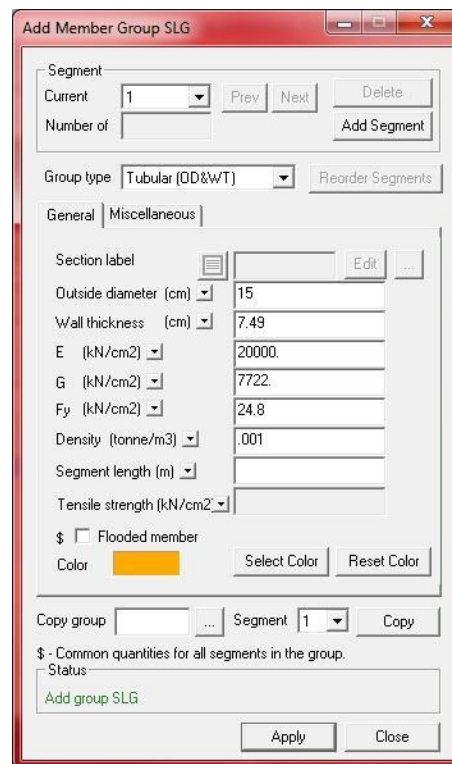 Add Member Group SLG
Segment
Current 1 Prev Next Delete
Number of Add Segment
Group type Tubular (OD&WT) Reorder Segments
General Miscellaneous
Section label Edit ...
Outside diameter (cm) 15
Wall thickness (cm) 7.49
E (kN/cm2) 20000.
G (kN/cm2) 7722.
Fy (kN/cm2) 24.8
Density (tonne/m3) .001
Segment length (m)
Tensile strength (kN/cm2
$ Flooded member
Color Select Color Reset Color
Copy group ... Segment 1 Copy
$ - Common quantities for all segments in the group.
Status
Add group SLG
Apply Close